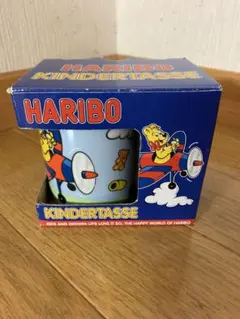 HARIBO
KINDERTASSE
HARIBO
KINDERTASSE
KIDS AND GROWN-UPS LOVE IT SO, THE HAPPY WORLD OF HARIBO